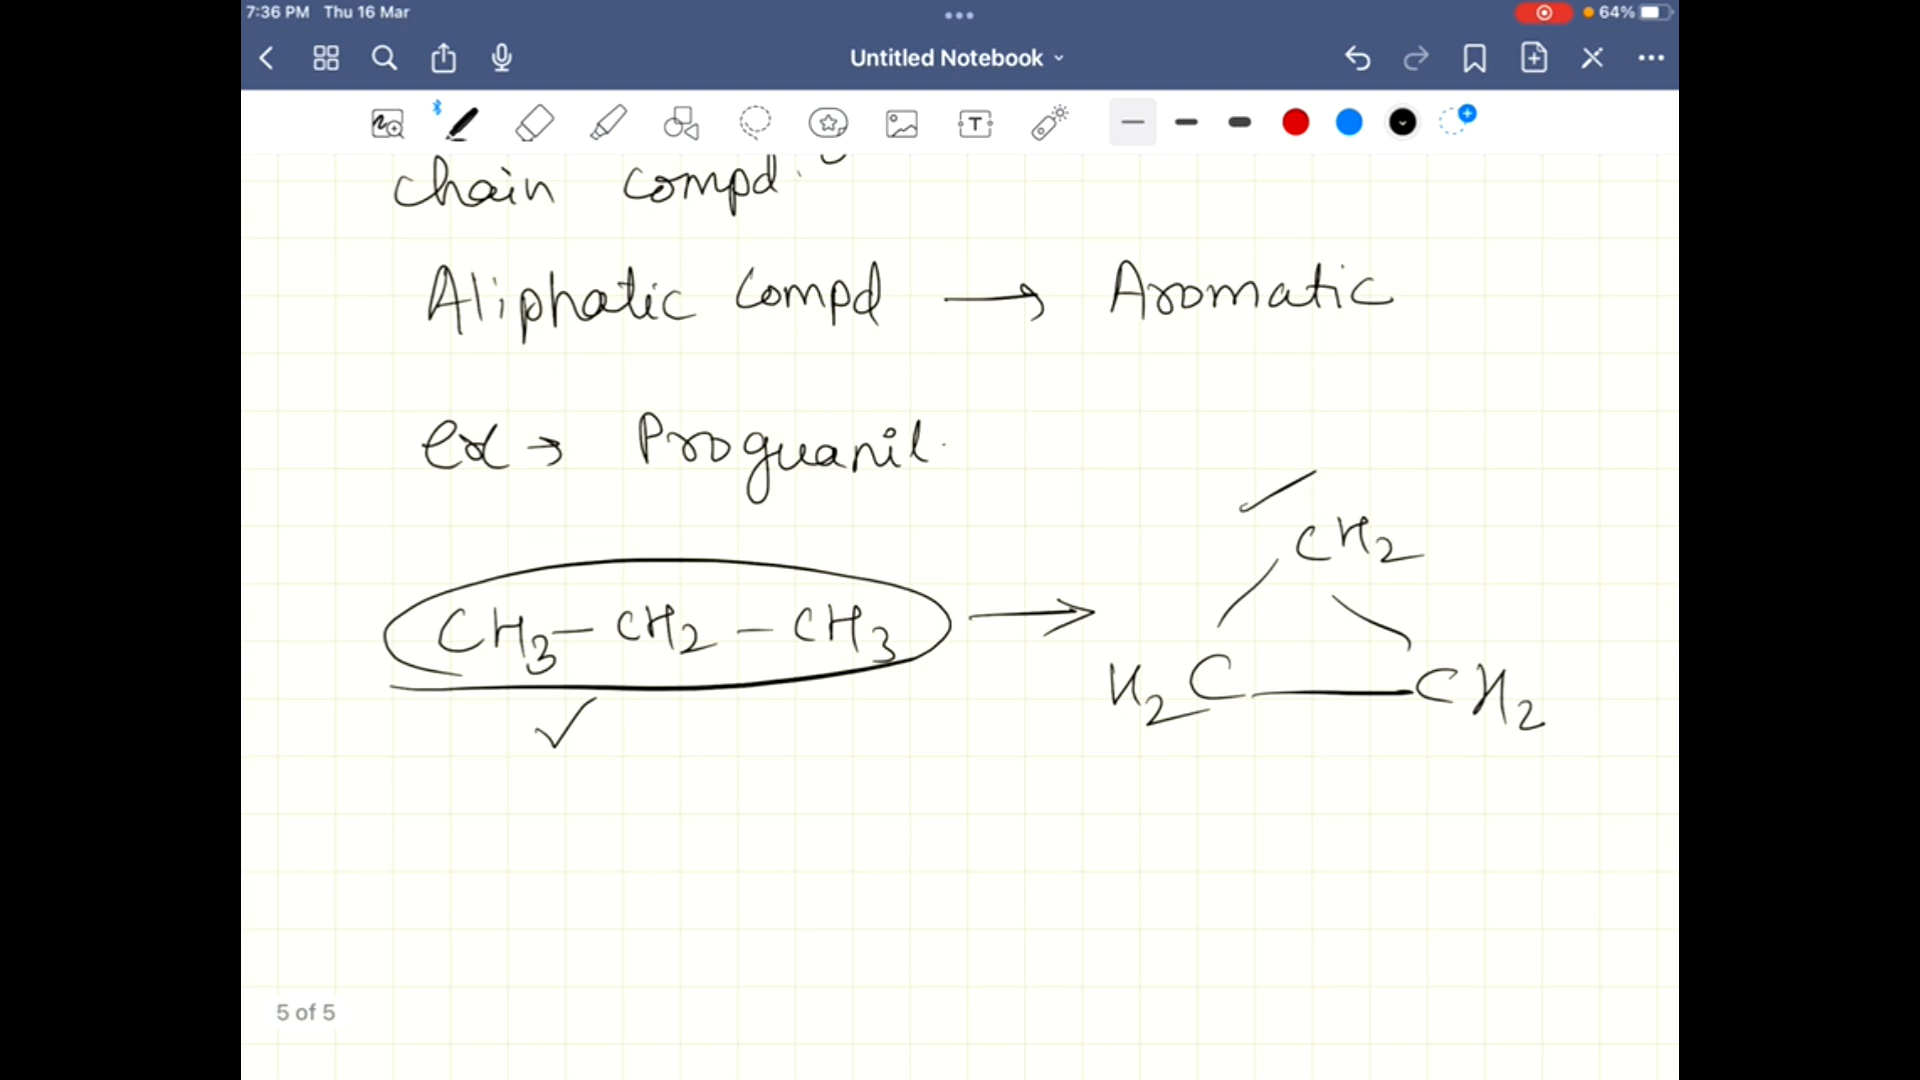 7:36 PM Thu 16 Mar
64%
Untitled Notebook
T
chain compd.
Aliphatic Compd → Aromatic
ex → Proguanil.
CH2
CH3 – CH2 – CH3 →
H2C — CH2
5 of 5